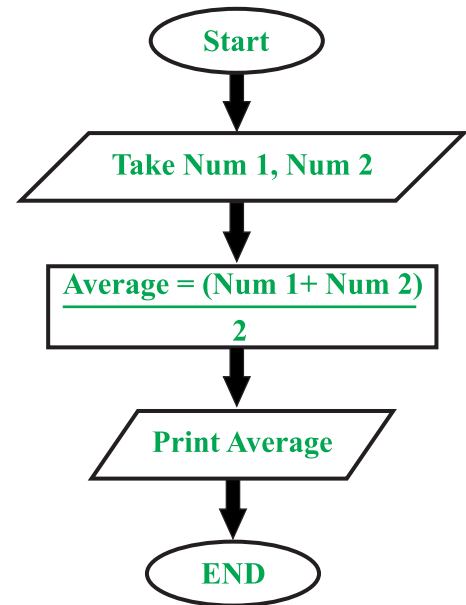 Start
Take Num 1, Num 2
Average = (Num 1+ Num 2)
2
Print Average
END